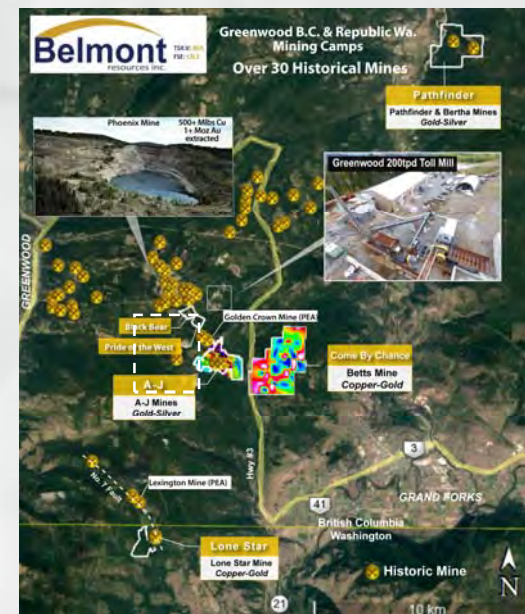 Belmont
resources inc.
Greenwood B.C. & Republic Wa.
Mining Camps
Over 30 Historical Mines
Pathfinder
Pathfinder & Bertha Mines
Gold-Silver
Phoenix Mine
500+ Mlbs Cu
1+ Moz Au
extracted
Greenwood 200tpd Toll Mill
GREENWOOD
Black Bear
Golden Crown Mine (PEA)
Pride of the West
A-J
A-J Mines
Gold-Silver
Come By Chance
Betts Mine
Copper-Gold
Hwy #3
3
No. 7 Fault
Lexington Mine (PEA)
41
GRAND FORKS
British Columbia
Washington
Lone Star
Lone Star Mine
Copper-Gold
Historic Mine
N
21
10 km